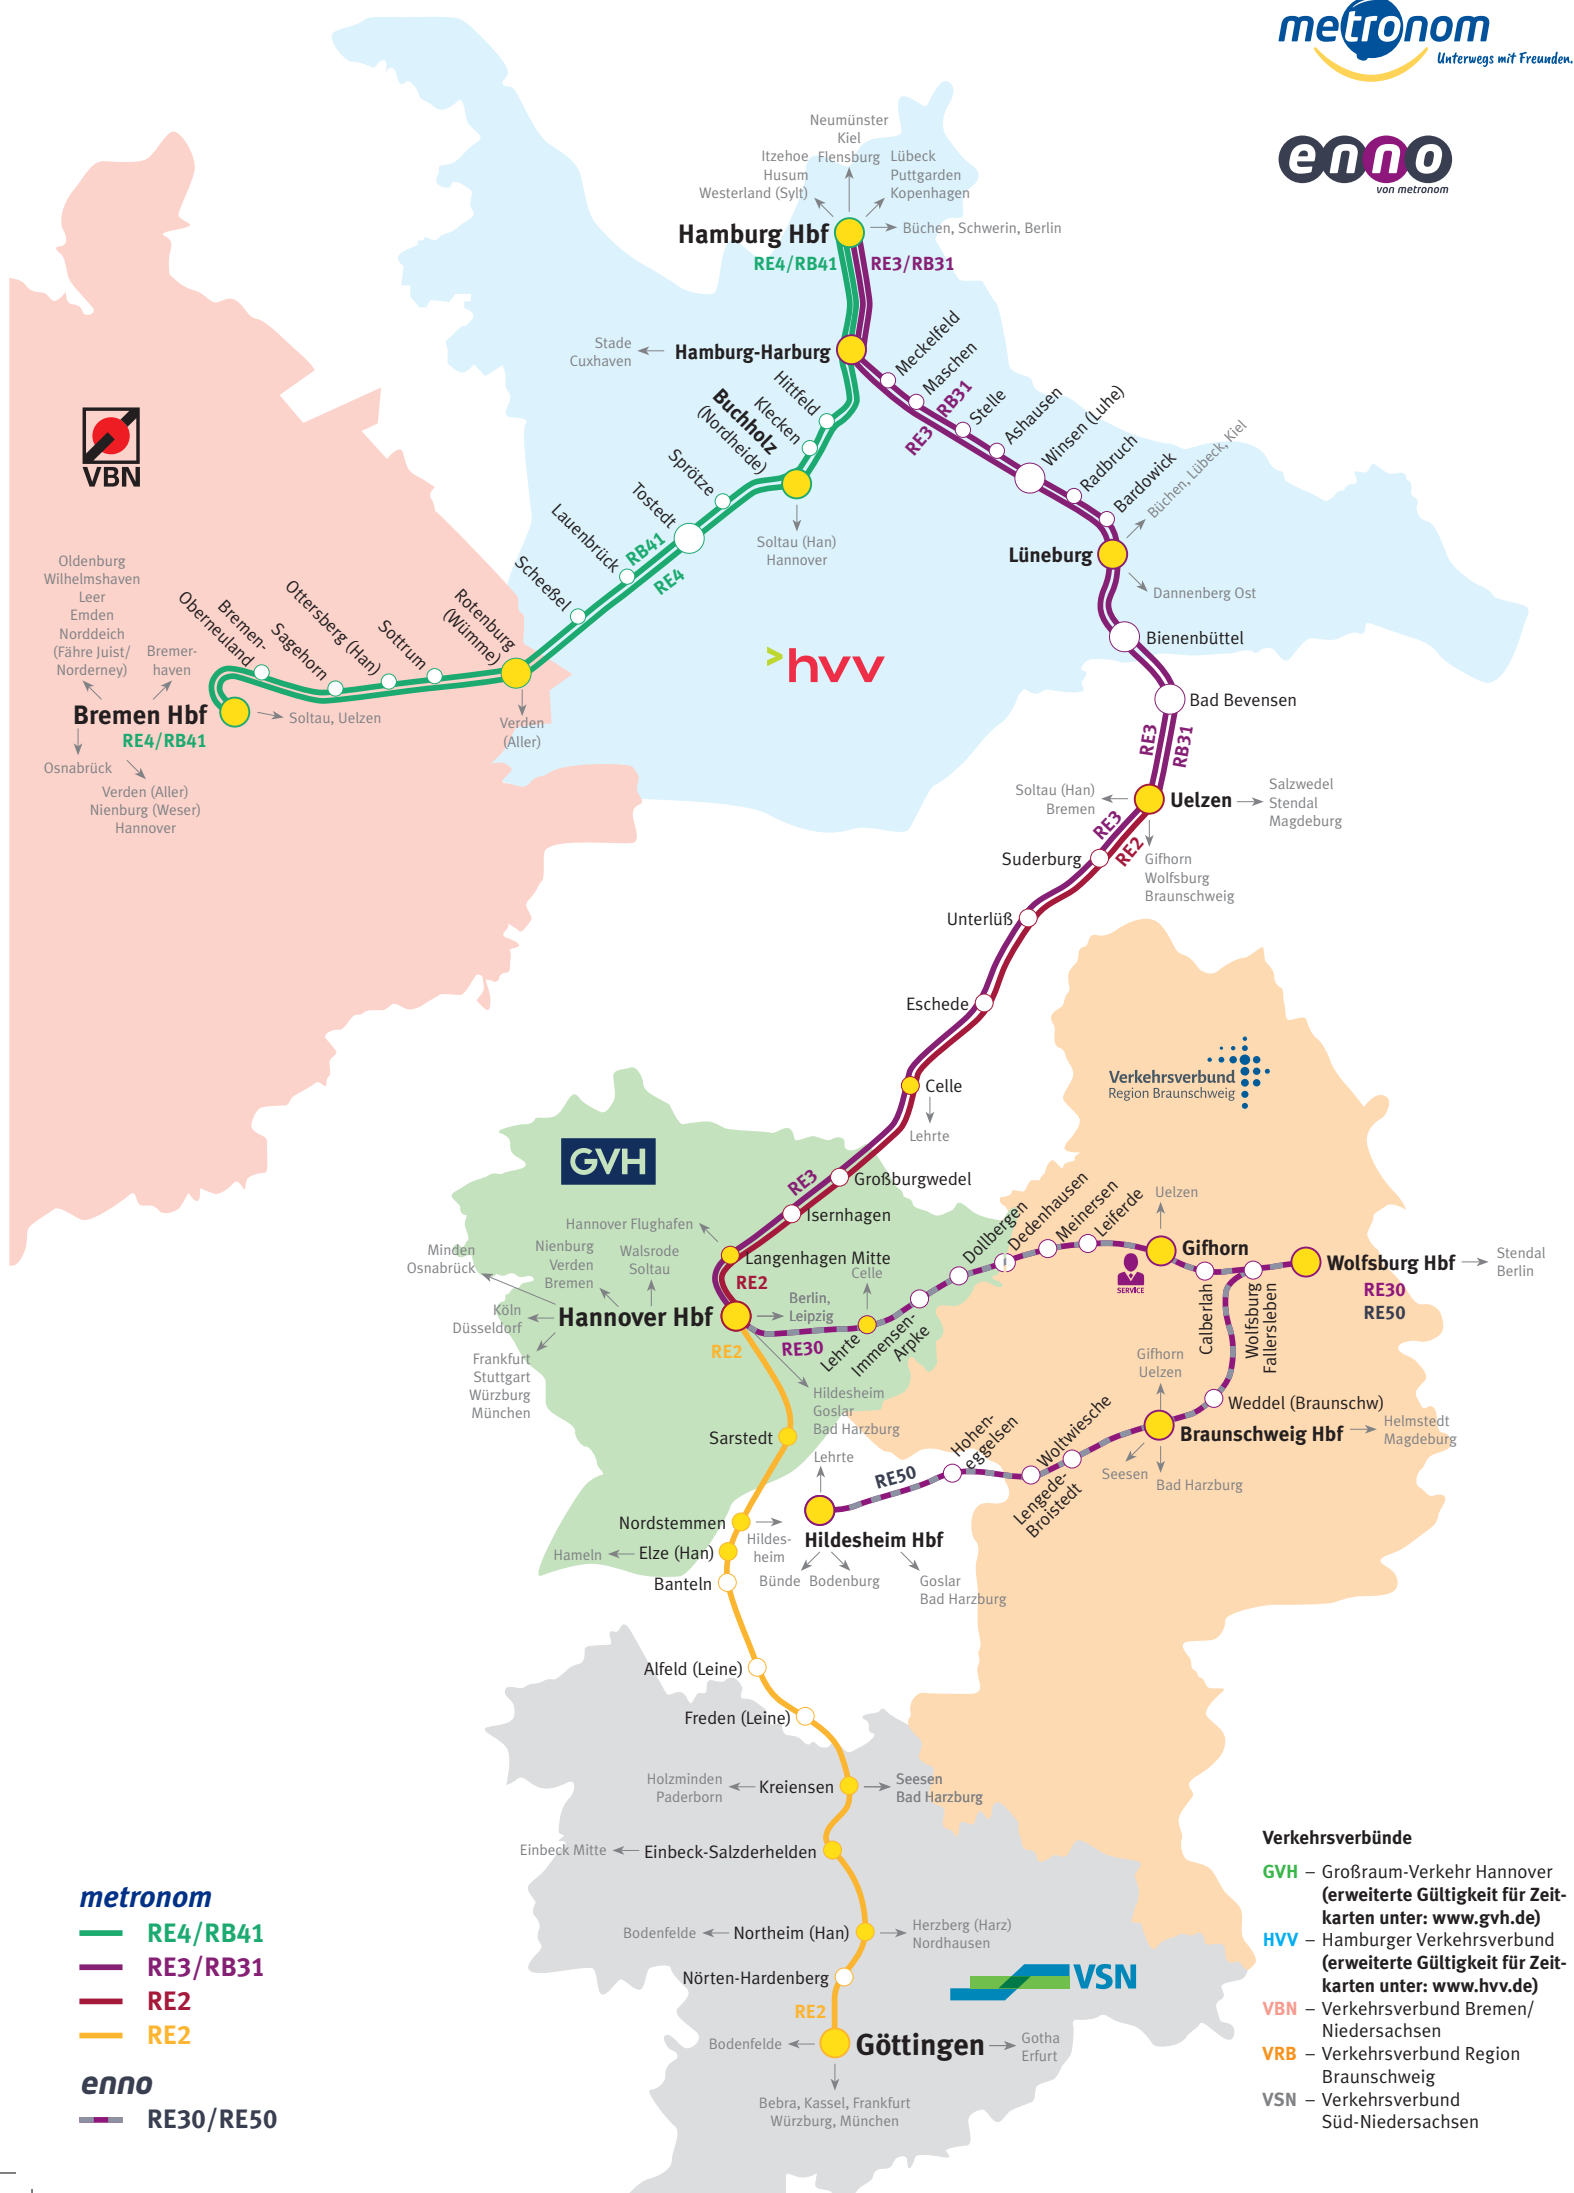 metronom
Unterwegs mit Freunden.
enno
von metronom
Neumünster
Kiel
Flensburg
Itzehoe
Husum
Westerland (Sylt)
Lübeck
Puttgarden
Kopenhagen
Hamburg Hbf
Büchen, Schwerin, Berlin
RE4/RB41
RE3/RB31
Stade
Cuxhaven
Hamburg-Harburg
Meckelfeld
Maschen
RB31
RE3
Stelle
Ashausen
Winsen (Luhe)
Radbruch
Bardowick
Büchen, Lübeck, Kiel
Hittfeld
Klecken
Buchholz
(Nordheide)
Sprötze
Tostedt
Lauenbrück
RB41
RE4
Scheeßel
Soltau (Han)
Hannover
Lüneburg
Dannenberg Ost
Bienenbüttel
Bad Bevensen
VBN
hvv
Oldenburg
Wilhelmshaven
Leer
Emden
Norddeich
(Fähre Juist/
Norderney)
Bremer-
haven
Bremen-
Oberneuland
Sagehorn
Ottersberg (Han)
Sottrum
Rotenburg
(Wümme)
Verden
(Aller)
Bremen Hbf
RE4/RB41
Soltau, Uelzen
Osnabrück
Verden (Aller)
Nienburg (Weser)
Hannover
RE3
RB31
Soltau (Han)
Bremen
Uelzen
Salzwedel
Stendal
Magdeburg
RE3
RE2
Gifhorn
Wolfsburg
Braunschweig
Suderburg
Unterlüß
Eschede
Celle
Lehrte
Verkehrsverbund
Region Braunschweig
GVH
RE3
Großburgwedel
Isernhagen
Hannover Flughafen
Langenhagen Mitte
RE2
Minden
Osnabrück
Nienburg
Verden
Bremen
Walsrode
Soltau
Köln
Düsseldorf
Hannover Hbf
Berlin,
Leipzig
Celle
Frankfurt
Stuttgart
Würzburg
München
RE2
RE30
Lehrte
Immensen-
Arpke
Dollbergen
Dedenhausen
Meinersen
Leiferde
Uelzen
Gifhorn
SERVICE
Calberlah
Wolfsburg
Fallersleben
Wolfsburg Hbf
RE30
RE50
Stendal
Berlin
Hildesheim
Goslar
Bad Harzburg
Gifhorn
Uelzen
Weddel (Braunschw)
Braunschweig Hbf
Helmstedt
Magdeburg
Seesen
Bad Harzburg
Sarstedt
Lehrte
RE50
Hohen-
eggelsen
Woltwiesche
Lengede-
Broistedt
Hildesheim Hbf
Nordstemmen
Hildes-
heim
Hameln
Elze (Han)
Banteln
Bünde
Bodenburg
Goslar
Bad Harzburg
Alfeld (Leine)
Freden (Leine)
Holzminden
Paderborn
Kreiensen
Seesen
Bad Harzburg
Einbeck Mitte
Einbeck-Salzderhelden
Bodenfelde
Northeim (Han)
Herzberg (Harz)
Nordhausen
Nörten-Hardenberg
VSN
RE2
Bodenfelde
Göttingen
Gotha
Erfurt
Bebra, Kassel, Frankfurt
Würzburg, München
metronom
RE4/RB41
RE3/RB31
RE2
RE2
enno
RE30/RE50
Verkehrsverbünde
GVH – Großraum-Verkehr Hannover
(erweiterte Gültigkeit für Zeit-
karten unter: www.gvh.de)
HVV – Hamburger Verkehrsverbund
(erweiterte Gültigkeit für Zeit-
karten unter: www.hvv.de)
VBN – Verkehrsverbund Bremen/
Niedersachsen
VRB – Verkehrsverbund Region
Braunschweig
VSN – Verkehrsverbund
Süd-Niedersachsen